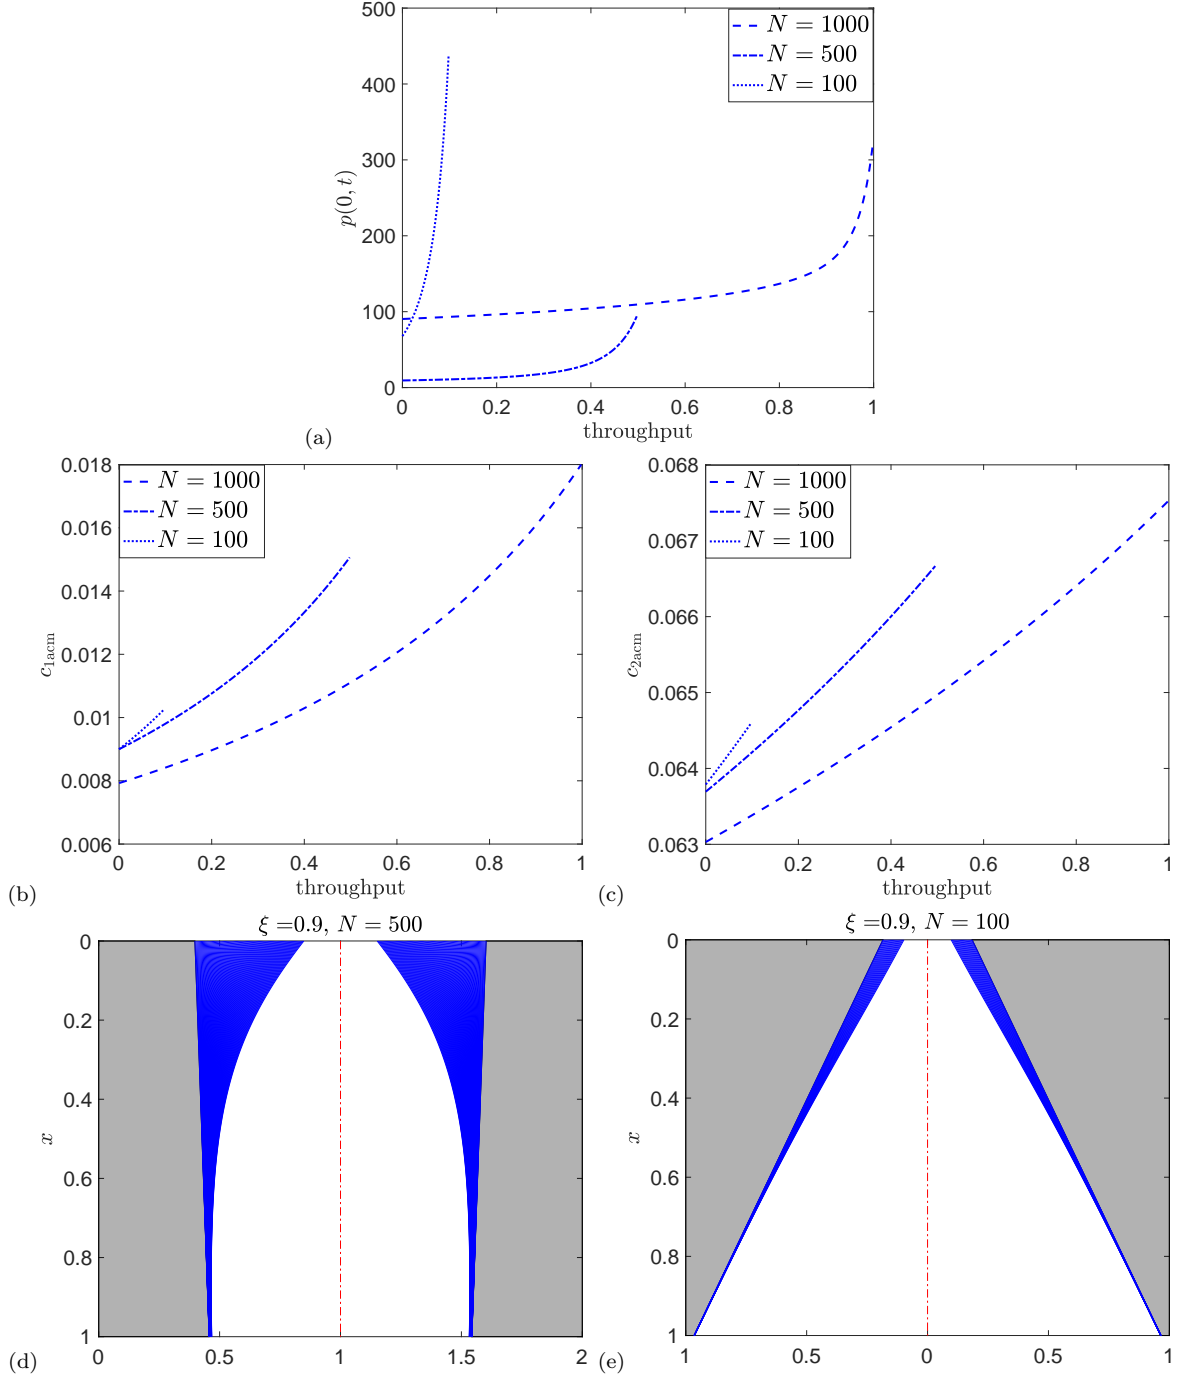 500
400
300
200
100
0
p(0, t)
N = 1000
N = 500
N = 100
0 0.2 0.4 0.6 0.8 1
throughput
(a)
0.018
0.016
0.014
0.012
0.01
0.008
0.006
c1acm
N = 1000
N = 500
N = 100
0 0.2 0.4 0.6 0.8 1
throughput
(b)
0.068
0.067
0.066
0.065
0.064
0.063
c2acm
N = 1000
N = 500
N = 100
0 0.2 0.4 0.6 0.8 1
throughput
(c)
ξ =0.9, N = 500
0
0.2
0.4
0.6
0.8
1
x
0 0.5 1 1.5 2
(d)
ξ =0.9, N = 100
0
0.2
0.4
0.6
0.8
1
x
1 0.5 0 0.5 1
(e)